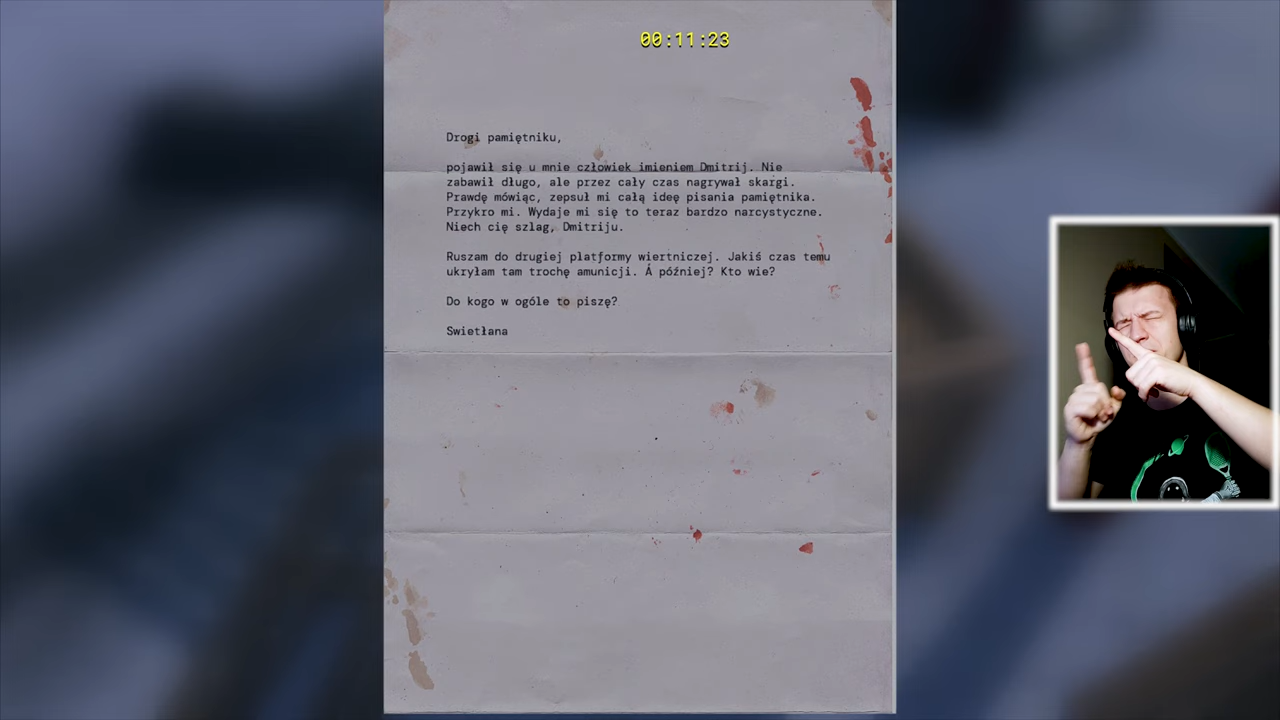 00:11:23
Drogi pamiętniku,
pojawił się u mnie człowiek imieniem Dmitrij. Nie
zabawił długo, ale przez cały czas nagrywał skargi.
Prawdę mówiąc, zepsuł mi całą ideę pisania pamiętnika.
Przykro mi. Wydaje mi się to teraz bardzo narcystyczne.
Niech cię szlag, Dmitriju.
Ruszam do drugiej platformy wiertniczej. Jakiś czas temu
ukryłam tam trochę amunicji. Á później? Kto wie?
Do kogo w ogóle to piszę?
Swietłana